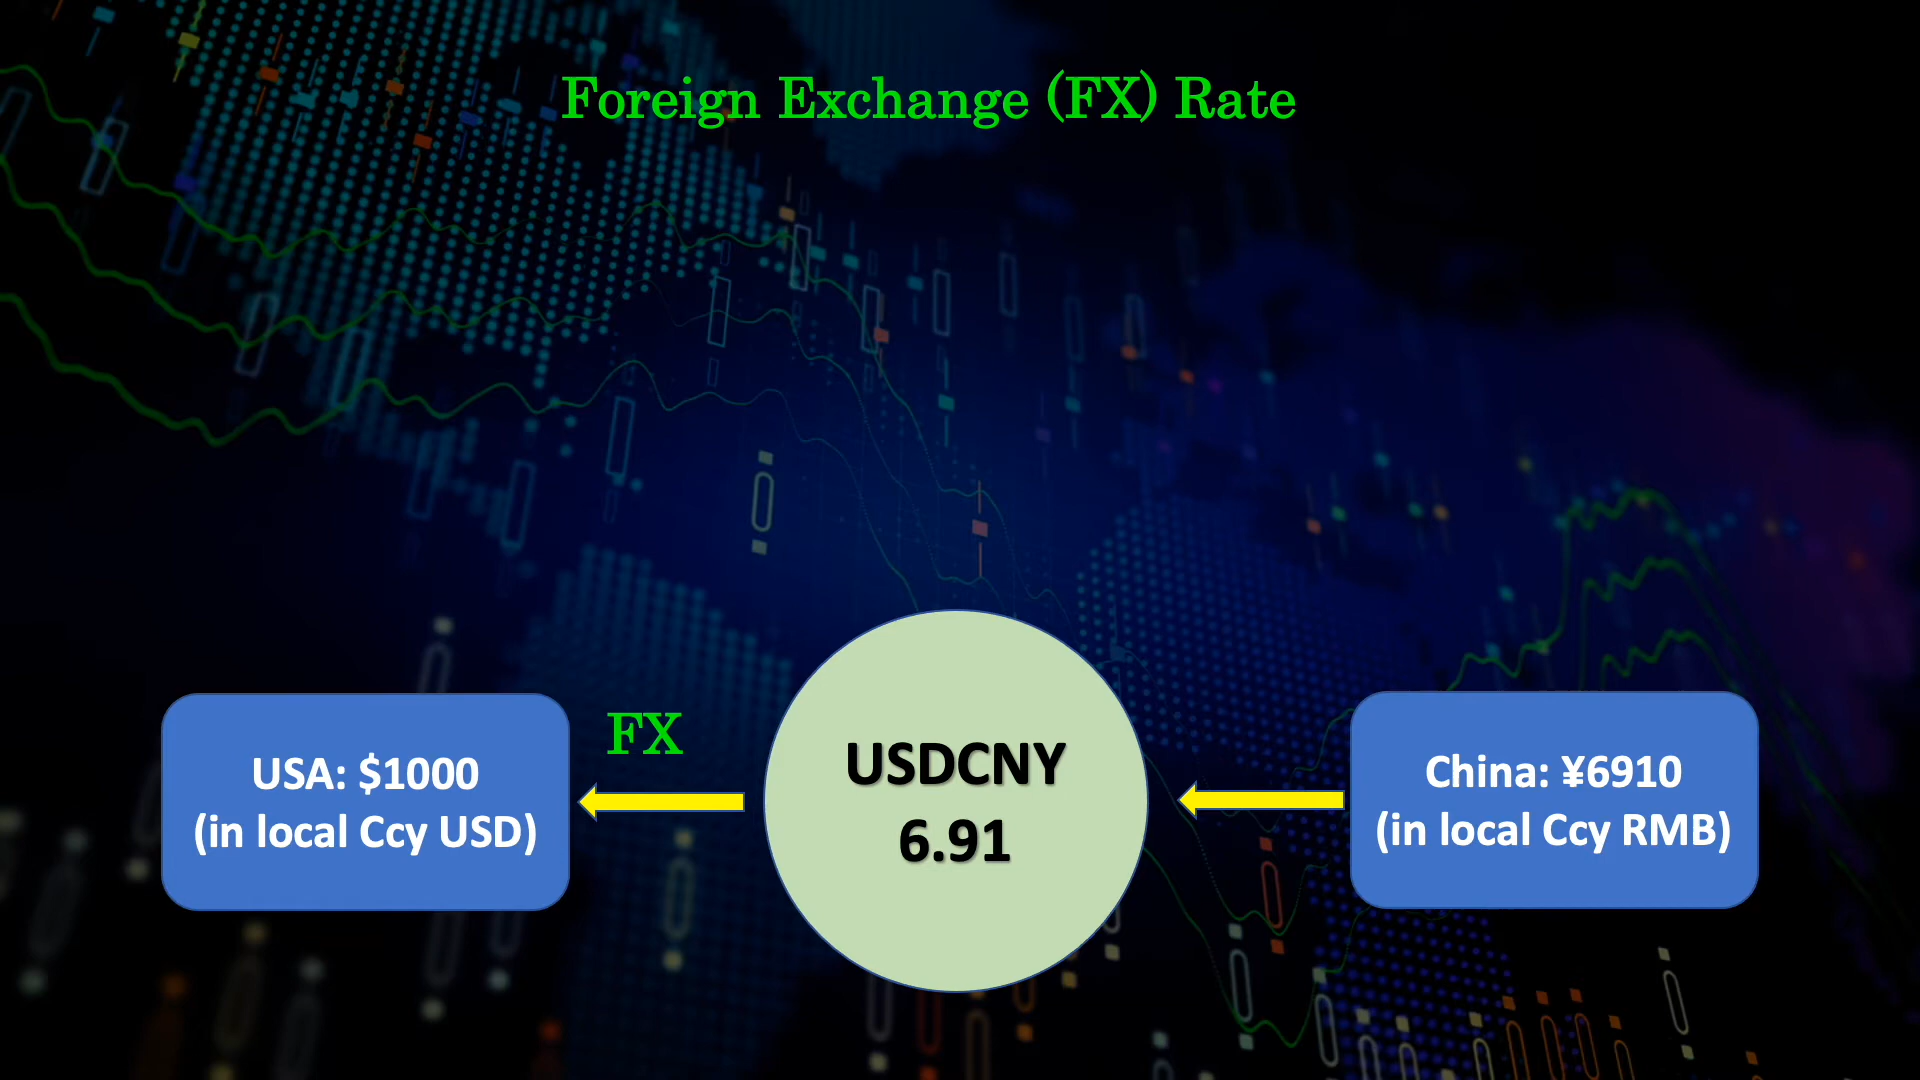 Foreign Exchange (FX) Rate
FX
USDCNY
6.91
USA: $1000
(in local Ccy USD)
China: ¥6910
(in local Ccy RMB)